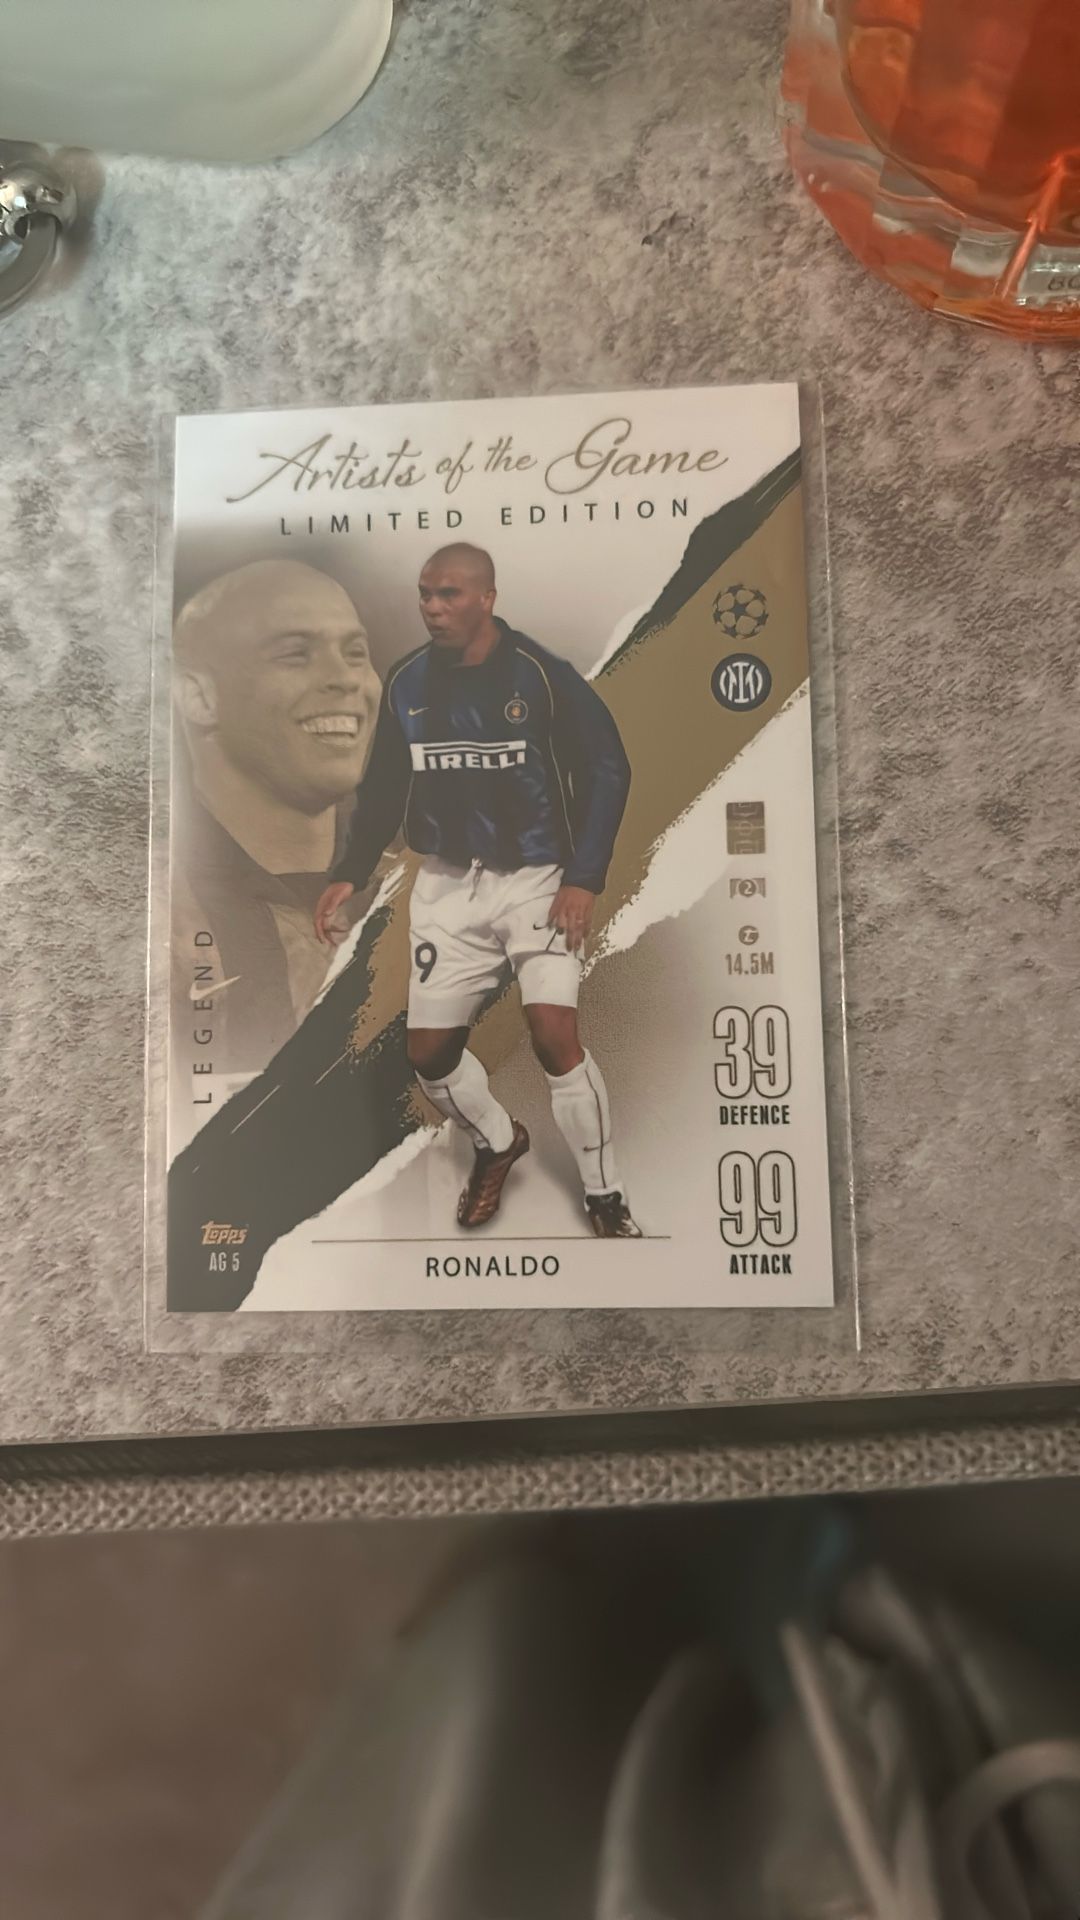 Artists of the Game
LIMITED EDITION
PIRELLI
9
LEGEND
2
14.5M
39
DEFENCE
99
ATTACK
topps
AG 5
RONALDO